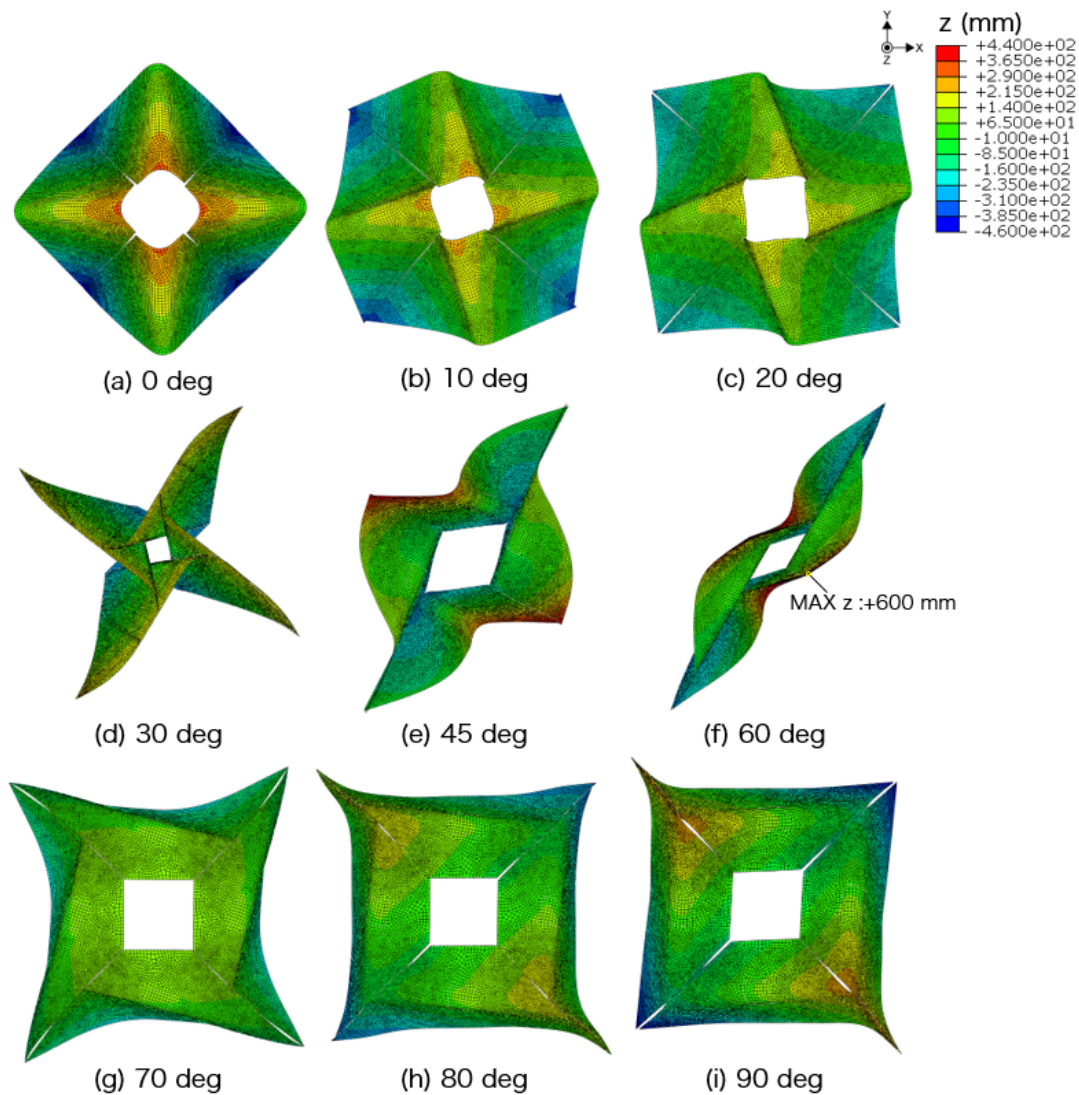 Y
X
Z
z (mm)
+4.400e+02
+3.650e+02
+2.900e+02
+2.150e+02
+1.400e+02
+6.500e+01
-1.000e+01
-8.500e+01
-1.600e+02
-2.350e+02
-3.100e+02
-3.850e+02
-4.600e+02
(a) 0 deg
(b) 10 deg
(c) 20 deg
MAX z :+600 mm
(d) 30 deg
(e) 45 deg
(f) 60 deg
(g) 70 deg
(h) 80 deg
(i) 90 deg